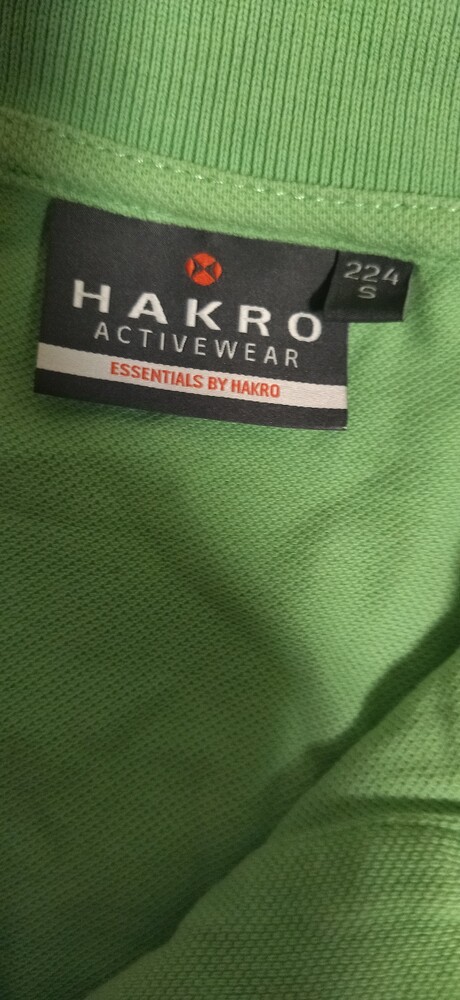 HAKRO
ACTIVEWEAR
ESSENTIALS BY HAKRO
224
S